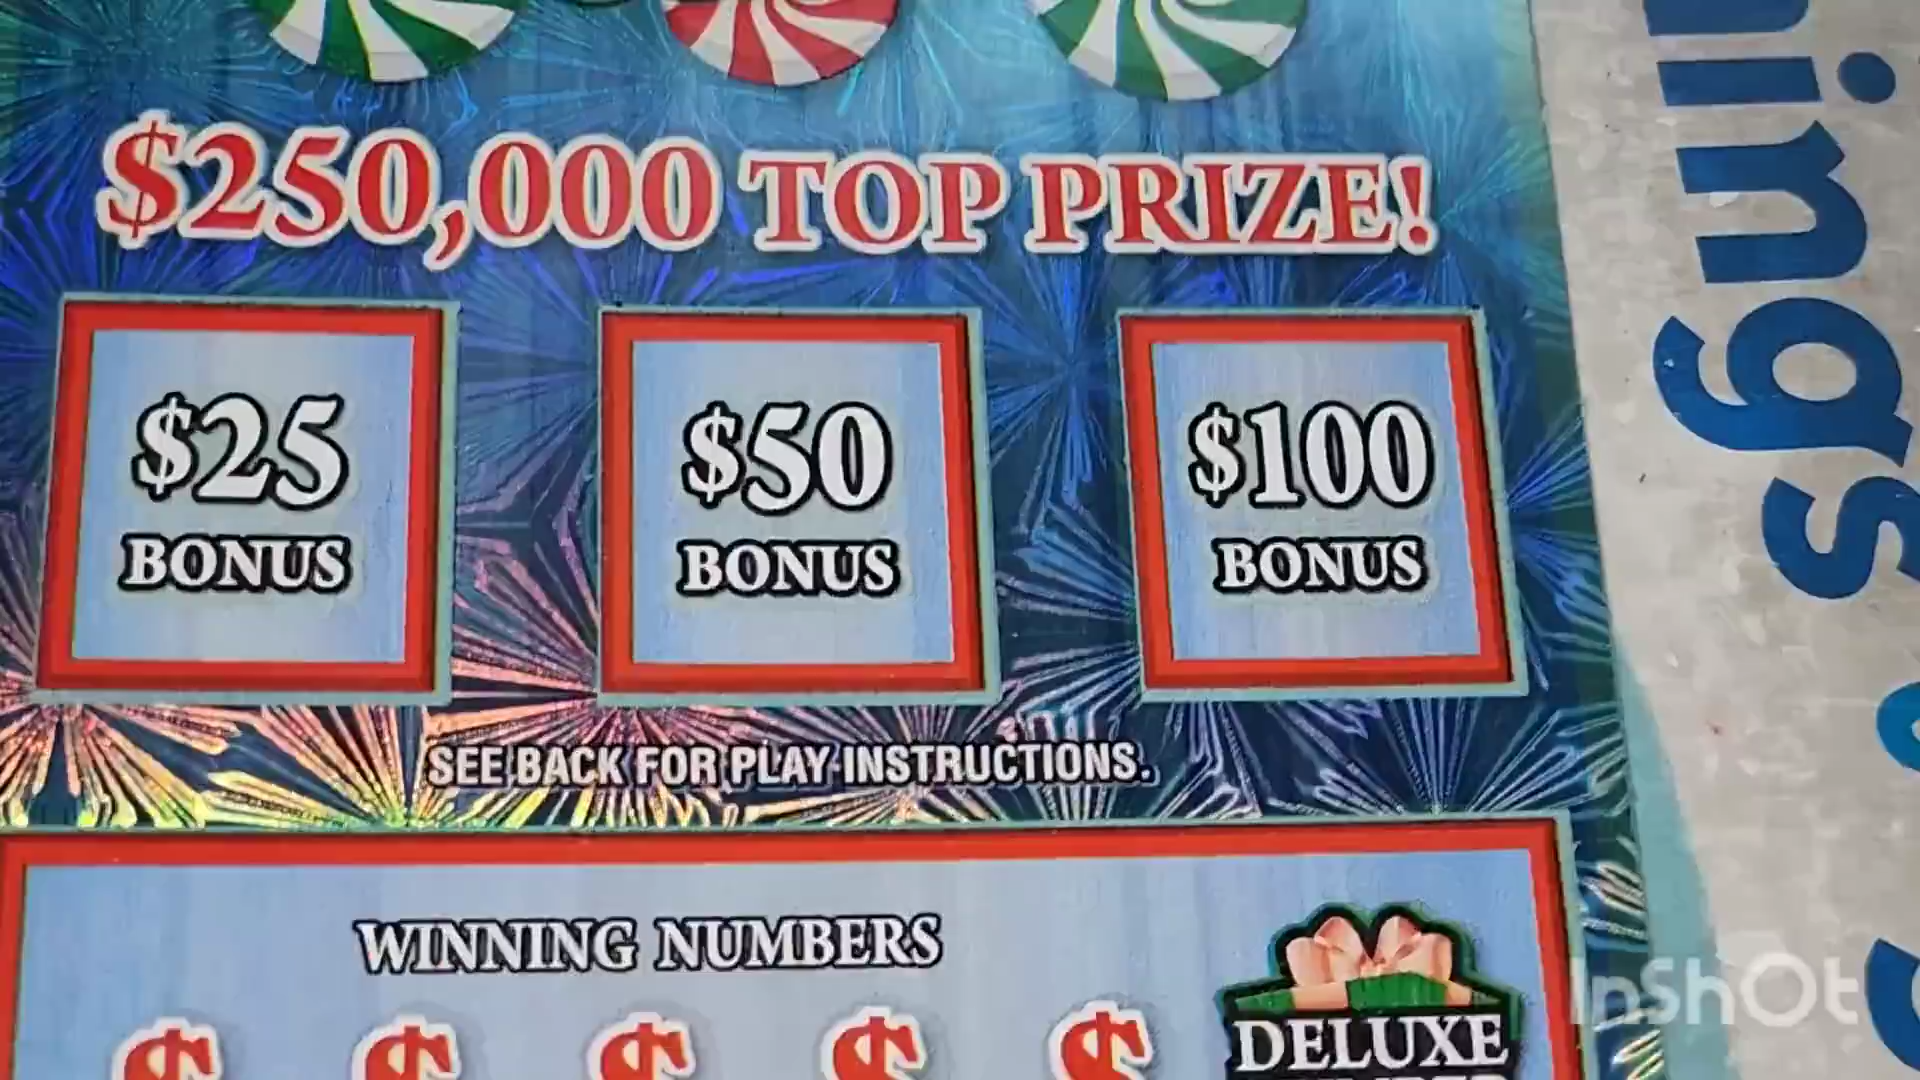 $250,000 TOP PRIZE!
$25
BONUS
$50
BONUS
$100
BONUS
SEE BACK FOR PLAY INSTRUCTIONS.
WINNING NUMBERS
$ $ $ $ $
DELUXE
InShOt